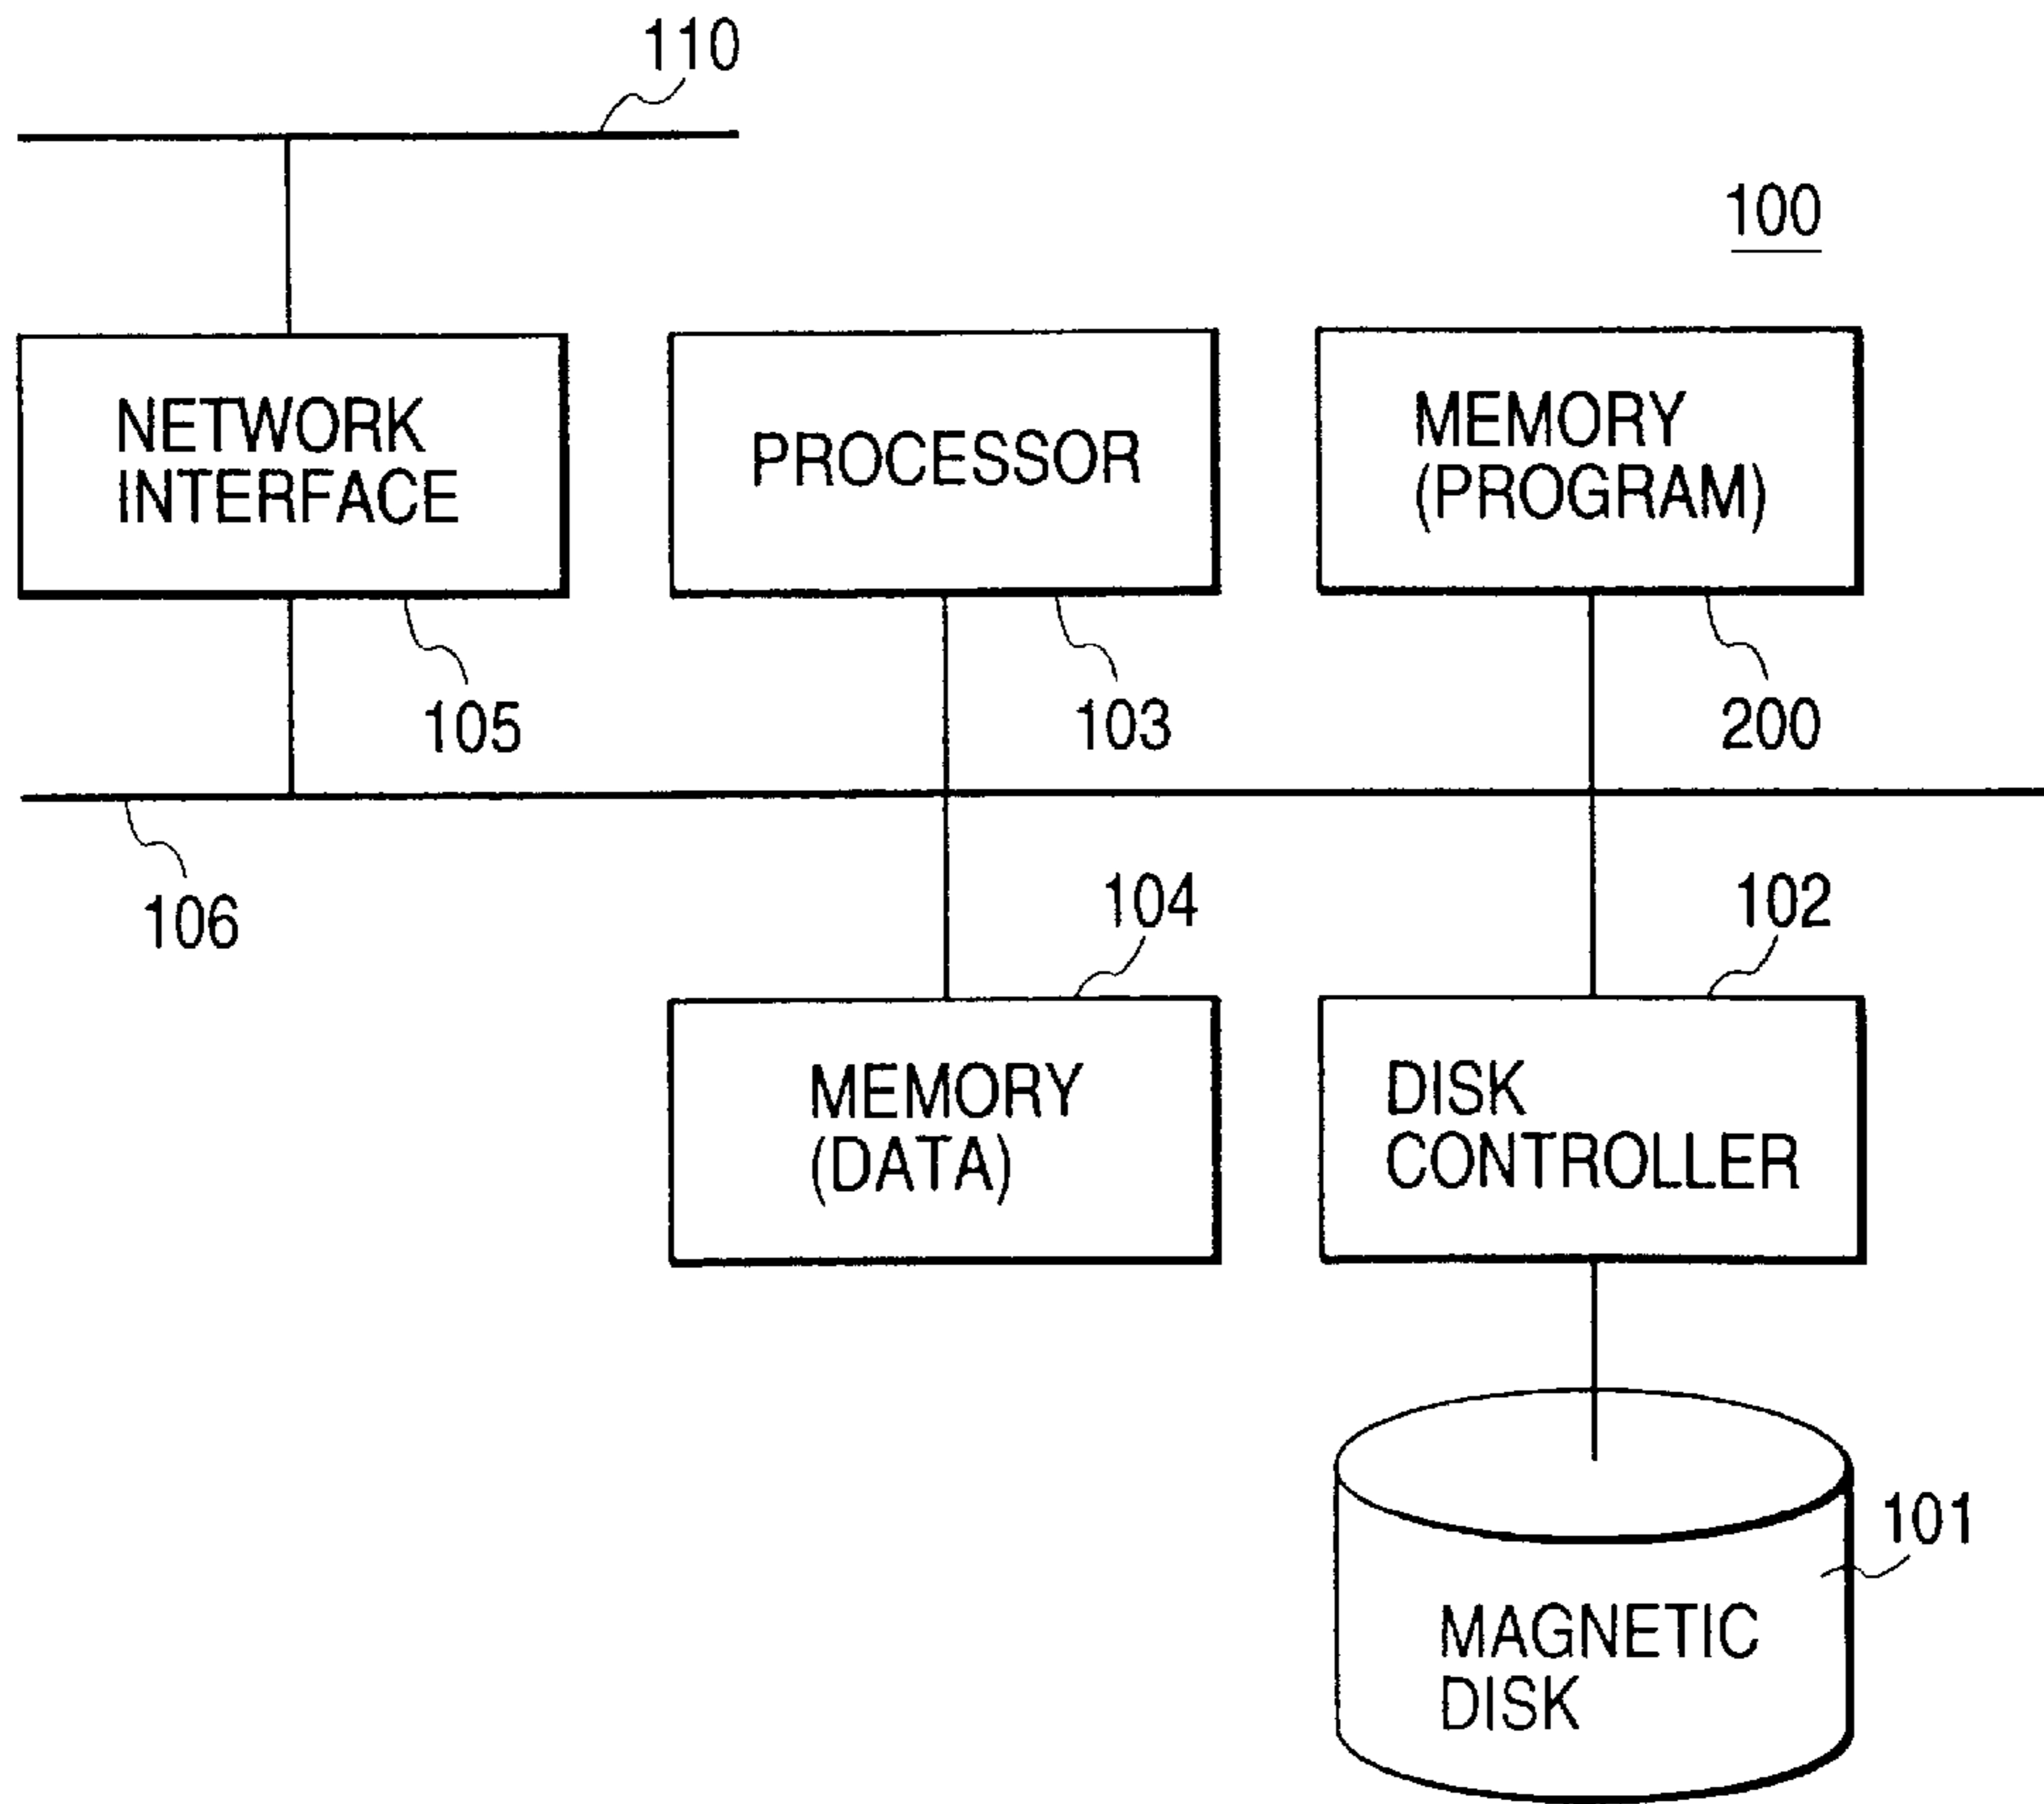 110
100
NETWORK
INTERFACE
PROCESSOR
MEMORY
(PROGRAM)
105
103
200
106
104
102
MEMORY
(DATA)
DISK
CONTROLLER
101
MAGNETIC
DISK